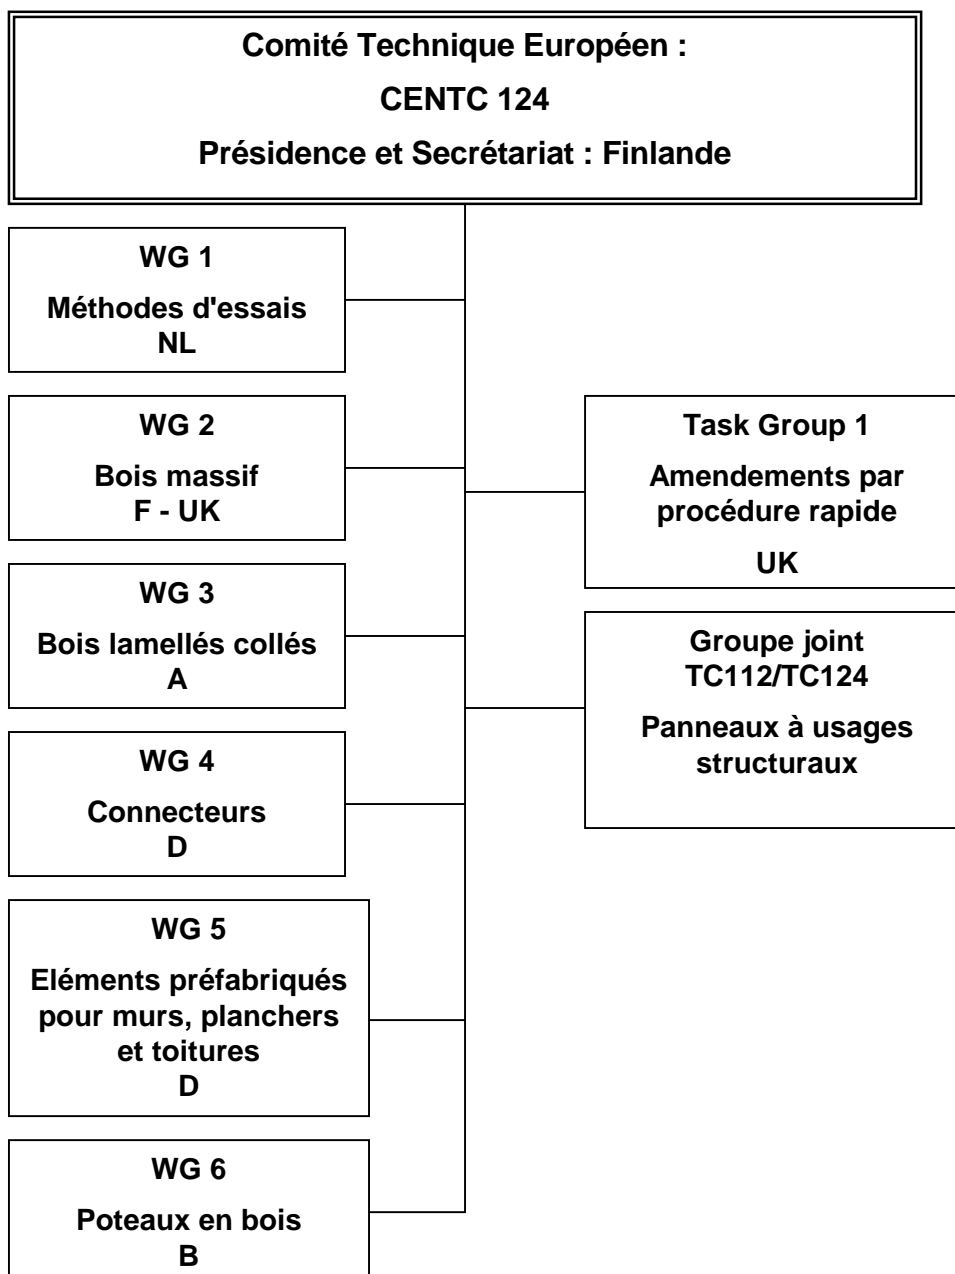 Comité Technique Européen :
CENTC 124
Présidence et Secrétariat : Finlande
WG 1
Méthodes d'essais
NL
WG 2
Bois massif
F - UK
WG 3
Bois lamellés collés
A
WG 4
Connecteurs
D
WG 5
Eléments préfabriqués
pour murs, planchers
et toitures
D
WG 6
Poteaux en bois
B
Task Group 1
Amendements par
procédure rapide
UK
Groupe joint
TC112/TC124
Panneaux à usages
structuraux